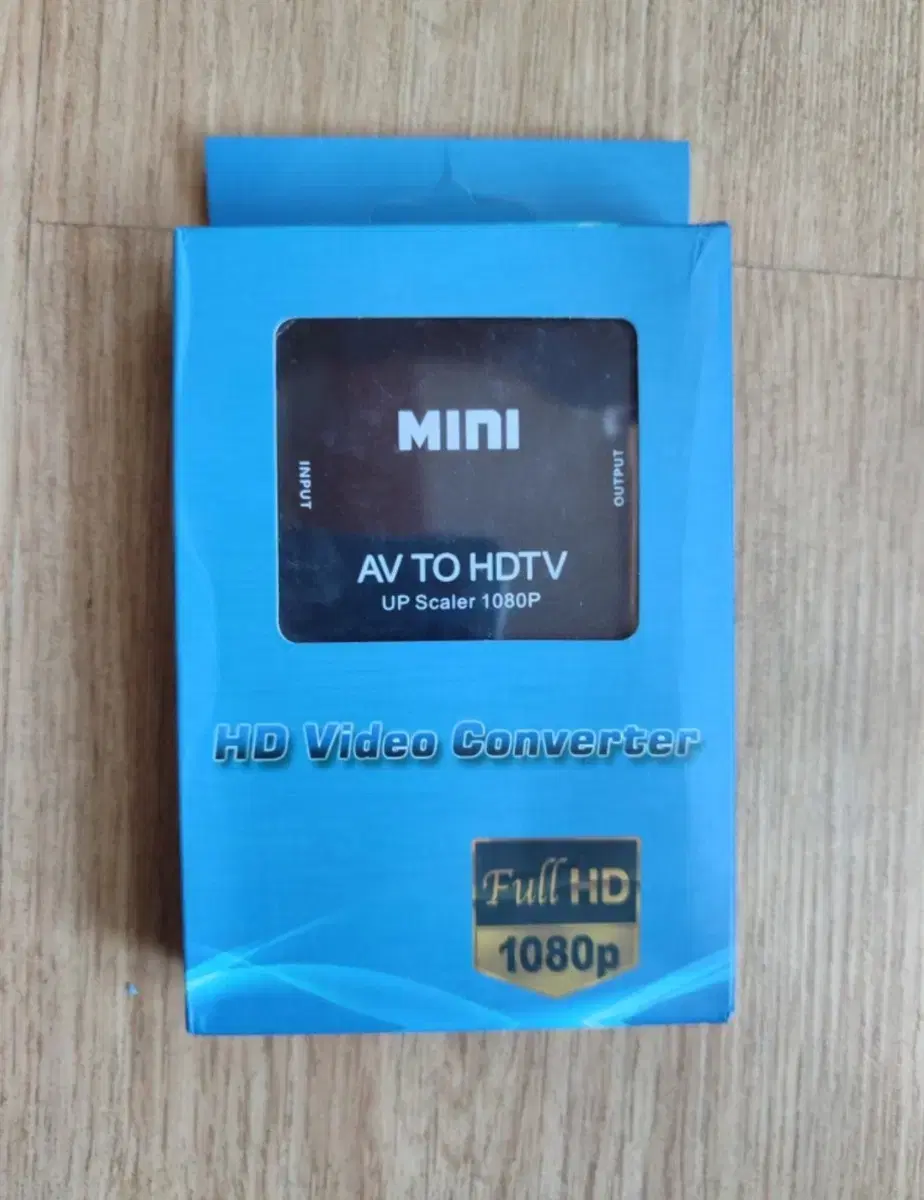 MINI
INPUT
OUTPUT
AV TO HDTV
UP Scaler 1080P
HD Video Converter
Full HD
1080p